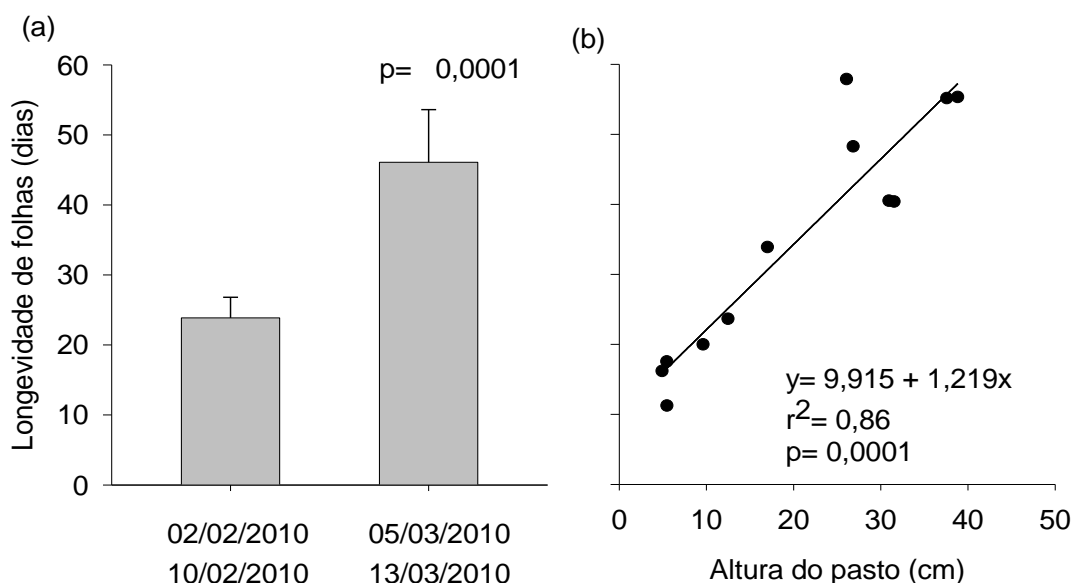 (a)
p= 0,0001
Longevidade de folhas (dias)
60
50
40
30
20
10
0
02/02/2010 05/03/2010
10/02/2010 13/03/2010
(b)
y= 9,915 + 1,219x
r2= 0,86
p= 0,0001
0 10 20 30 40 50
Altura do pasto (cm)